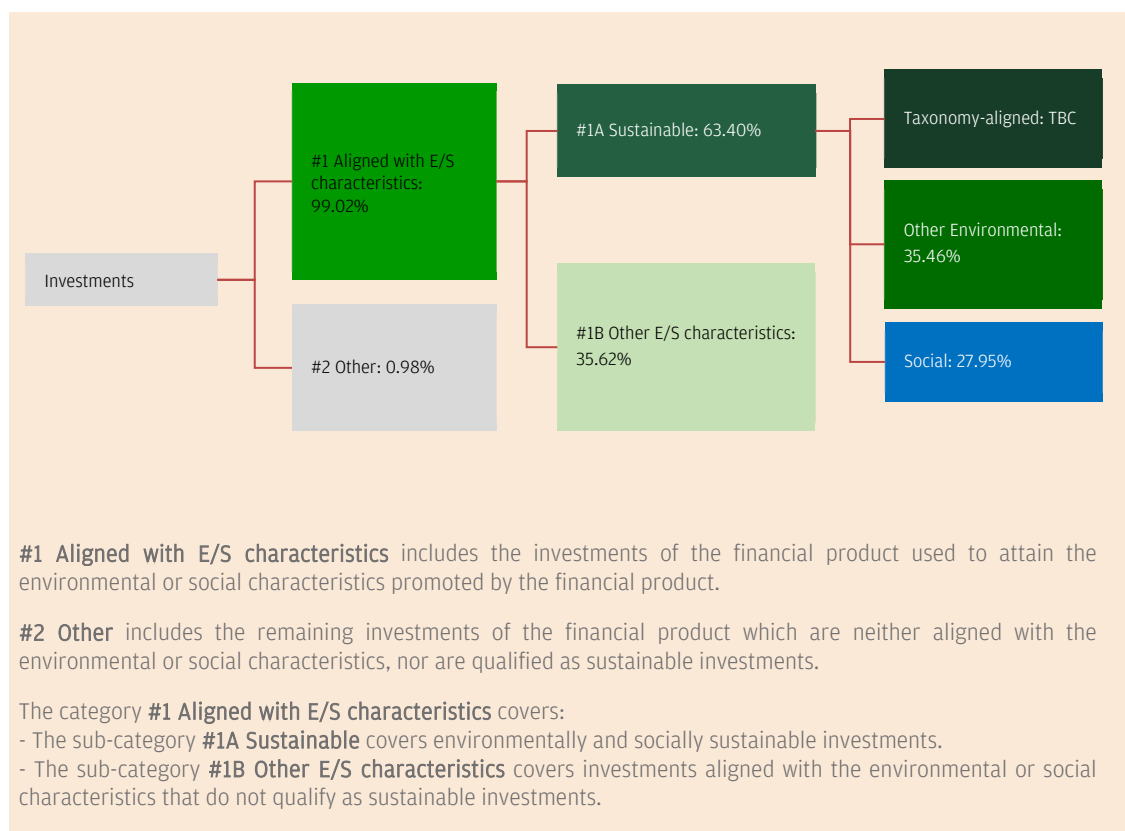 Investments
#1 Aligned with E/S
characteristics:
99.02%
#2 Other: 0.98%
#1A Sustainable: 63.40%
#1B Other E/S characteristics:
35.62%
Taxonomy-aligned: TBC
Other Environmental:
35.46%
Social: 27.95%
#1 Aligned with E/S characteristics includes the investments of the financial product used to attain the
environmental or social characteristics promoted by the financial product.
#2 Other includes the remaining investments of the financial product which are neither aligned with the
environmental or social characteristics, nor are qualified as sustainable investments.
The category #1 Aligned with E/S characteristics covers:
- The sub-category #1A Sustainable covers environmentally and socially sustainable investments.
- The sub-category #1B Other E/S characteristics covers investments aligned with the environmental or social
characteristics that do not qualify as sustainable investments.